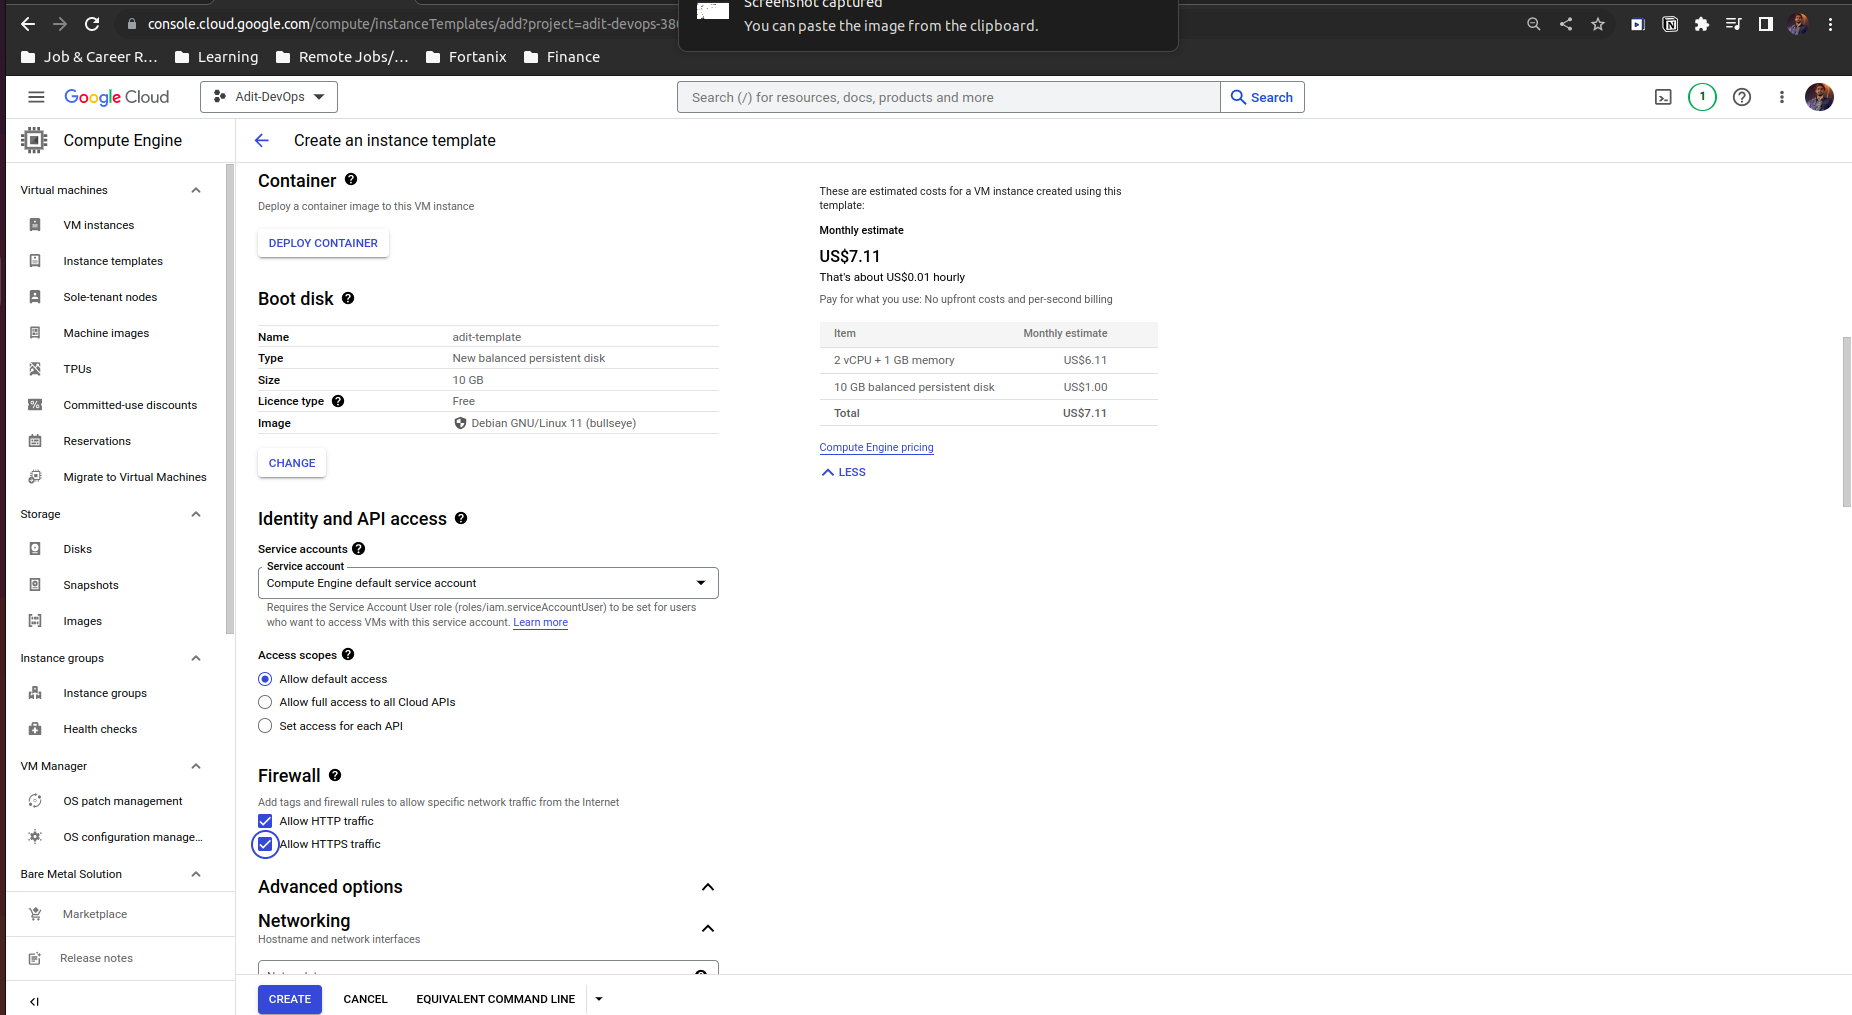 Screenshot captured
You can paste the image from the clipboard.
console.cloud.google.com/compute/instanceTemplates/add?project=adit-devops-38
Job & Career R...
Learning
Remote Jobs/...
Fortanix
Finance
Google Cloud
Adit-DevOps
Search (/) for resources, docs, products and more
Search
1
Compute Engine
Create an instance template
Virtual machines
VM instances
Instance templates
Sole-tenant nodes
Machine images
TPUs
Committed-use discounts
Reservations
Migrate to Virtual Machines
Storage
Disks
Snapshots
Images
Instance groups
Instance groups
Health checks
VM Manager
OS patch management
OS configuration manage...
Bare Metal Solution
Marketplace
Release notes
Container
Deploy a container image to this VM instance
DEPLOY CONTAINER
Boot disk
Name adit-template
Type New balanced persistent disk
Size 10 GB
Licence type Free
Image Debian GNU/Linux 11 (bullseye)
CHANGE
Identity and API access
Service accounts
Service account
Compute Engine default service account
Requires the Service Account User role (roles/iam.serviceAccountUser) to be set for users
who want to access VMs with this service account. Learn more
Access scopes
Allow default access
Allow full access to all Cloud APIs
Set access for each API
Firewall
Add tags and firewall rules to allow specific network traffic from the Internet
Allow HTTP traffic
Allow HTTPS traffic
Advanced options
Networking
Hostname and network interfaces
CREATE
CANCEL
EQUIVALENT COMMAND LINE
These are estimated costs for a VM instance created using this
template:
Monthly estimate
US$7.11
That's about US$0.01 hourly
Pay for what you use: No upfront costs and per-second billing
Item Monthly estimate
2 vCPU + 1 GB memory US$6.11
10 GB balanced persistent disk US$1.00
Total US$7.11
Compute Engine pricing
LESS